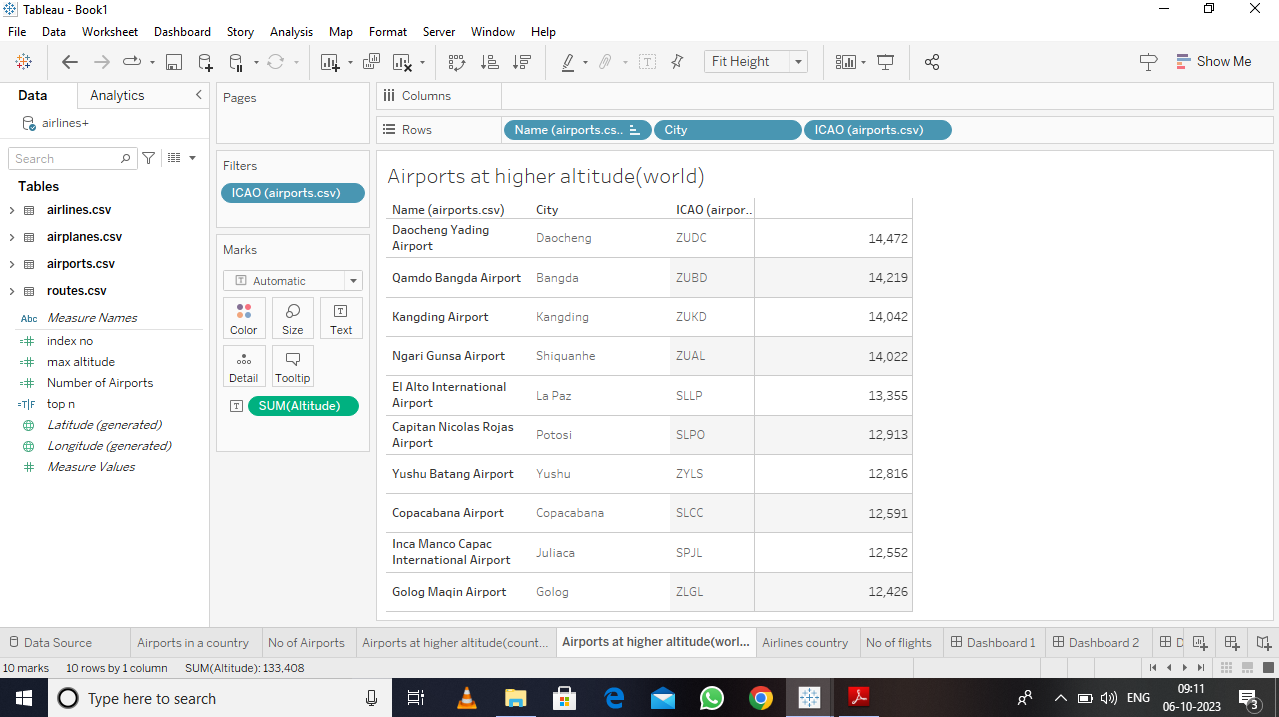 Tableau - Book1
File Data Worksheet Dashboard Story Analysis Map Format Server Window Help
Fit Height
Show Me
Data Analytics
airlines+
Search
Tables
airlines.csv
airplanes.csv
airports.csv
routes.csv
Abc Measure Names
index no
max altitude
Number of Airports
T|F top n
Latitude (generated)
Longitude (generated)
Measure Values
Pages
Filters
ICAO (airports.csv)
Marks
Automatic
Color Size Text
Detail Tooltip
SUM(Altitude)
Columns
Rows Name (airports.cs.. City ICAO (airports.csv)
Airports at higher altitude(world)
Name (airports.csv) City ICAO (airpor..
Daocheng Yading
Airport Daocheng ZUDC 14,472
Qamdo Bangda Airport Bangda ZUBD 14,219
Kangding Airport Kangding ZUKD 14,042
Ngari Gunsa Airport Shiquanhe ZUAL 14,022
El Alto International
Airport La Paz SLLP 13,355
Capitan Nicolas Rojas
Airport Potosi SLPO 12,913
Yushu Batang Airport Yushu ZYLS 12,816
Copacabana Airport Copacabana SLCC 12,591
Inca Manco Capac
International Airport Juliaca SPJL 12,552
Golog Maqin Airport Golog ZLGL 12,426
Data Source Airports in a country No of Airports Airports at higher altitude(count... Airports at higher altitude(worl... Airlines country No of flights Dashboard 1 Dashboard 2 D
10 marks 10 rows by 1 column SUM(Altitude): 133,408
Type here to search
ENG
09:11
06-10-2023
3